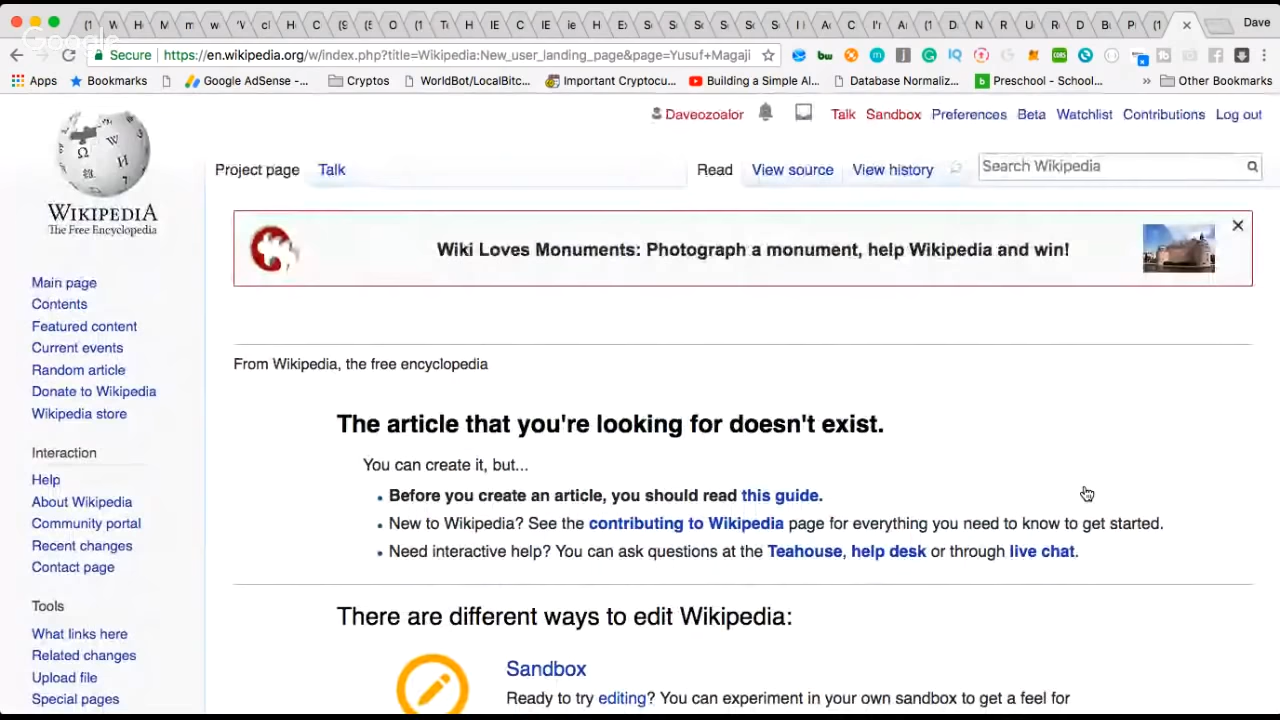 Dave
Google
Secure https://en.wikipedia.org/w/index.php?title=Wikipedia:New_user_landing_page&page=Yusuf+Magaji
Apps Bookmarks Google AdSense -... Cryptos WorldBot/LocalBitc... Important Cryptocu... Building a Simple AI... Database Normaliz... Preschool - School... » Other Bookmarks
Daveozoalor Talk Sandbox Preferences Beta Watchlist Contributions Log out
Project page Talk Read View source View history Search Wikipedia
WIKIPEDIA
The Free Encyclopedia
Wiki Loves Monuments: Photograph a monument, help Wikipedia and win!
Main page
Contents
Featured content
Current events
Random article
Donate to Wikipedia
Wikipedia store
Interaction
Help
About Wikipedia
Community portal
Recent changes
Contact page
Tools
What links here
Related changes
Upload file
Special pages
From Wikipedia, the free encyclopedia
The article that you're looking for doesn't exist.
You can create it, but...
• Before you create an article, you should read this guide.
• New to Wikipedia? See the contributing to Wikipedia page for everything you need to know to get started.
• Need interactive help? You can ask questions at the Teahouse, help desk or through live chat.
There are different ways to edit Wikipedia:
Sandbox
Ready to try editing? You can experiment in your own sandbox to get a feel for